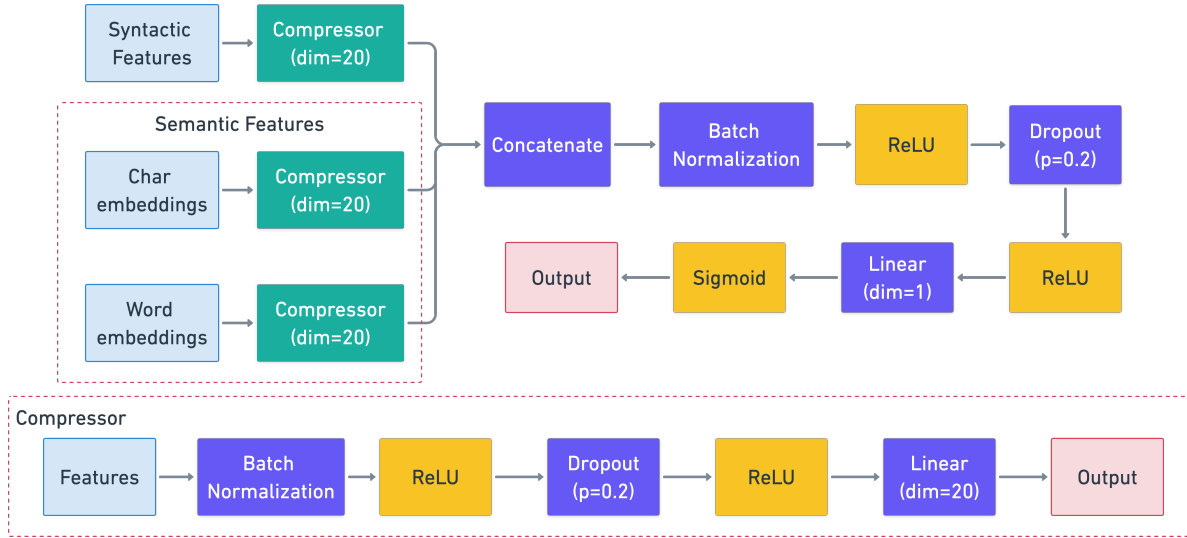 Syntactic
Features
Compressor
(dim=20)
Semantic Features
Char
embeddings
Compressor
(dim=20)
Word
embeddings
Compressor
(dim=20)
Concatenate
Batch
Normalization
ReLU
Dropout
(p=0.2)
ReLU
Linear
(dim=1)
Sigmoid
Output
Compressor
Features
Batch
Normalization
ReLU
Dropout
(p=0.2)
ReLU
Linear
(dim=20)
Output